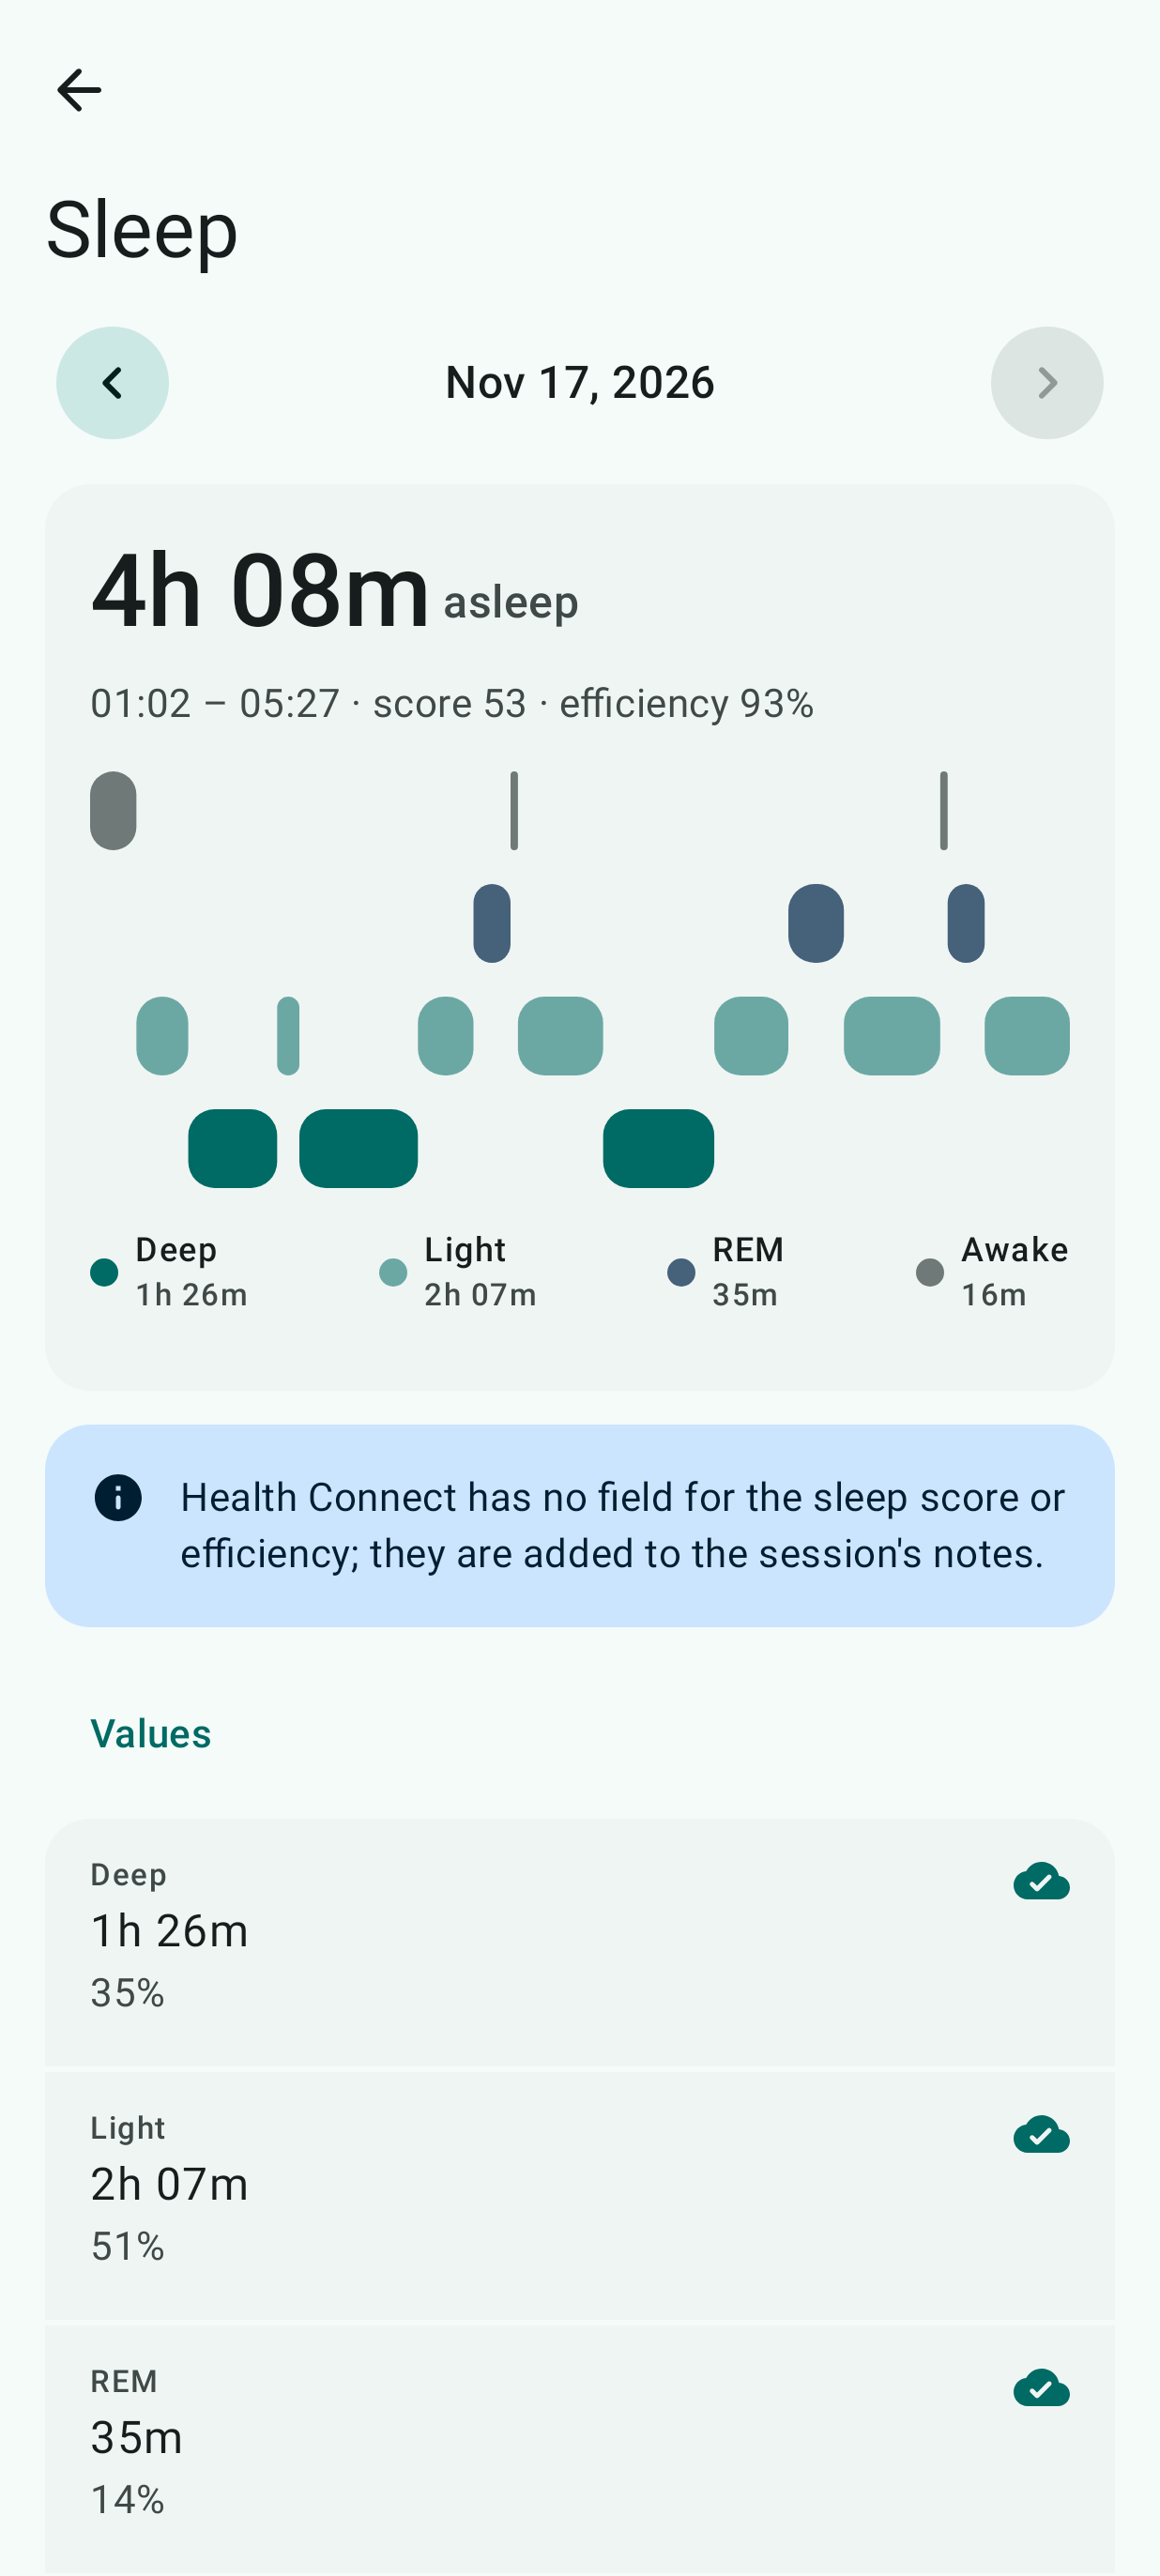 Sleep
Nov 17, 2026
4h 08m asleep
01:02 – 05:27 · score 53 · efficiency 93%
Deep
1h 26m
Light
2h 07m
REM
35m
Awake
16m
Health Connect has no field for the sleep score or
efficiency; they are added to the session's notes.
Values
Deep
1h 26m
35%
Light
2h 07m
51%
REM
35m
14%